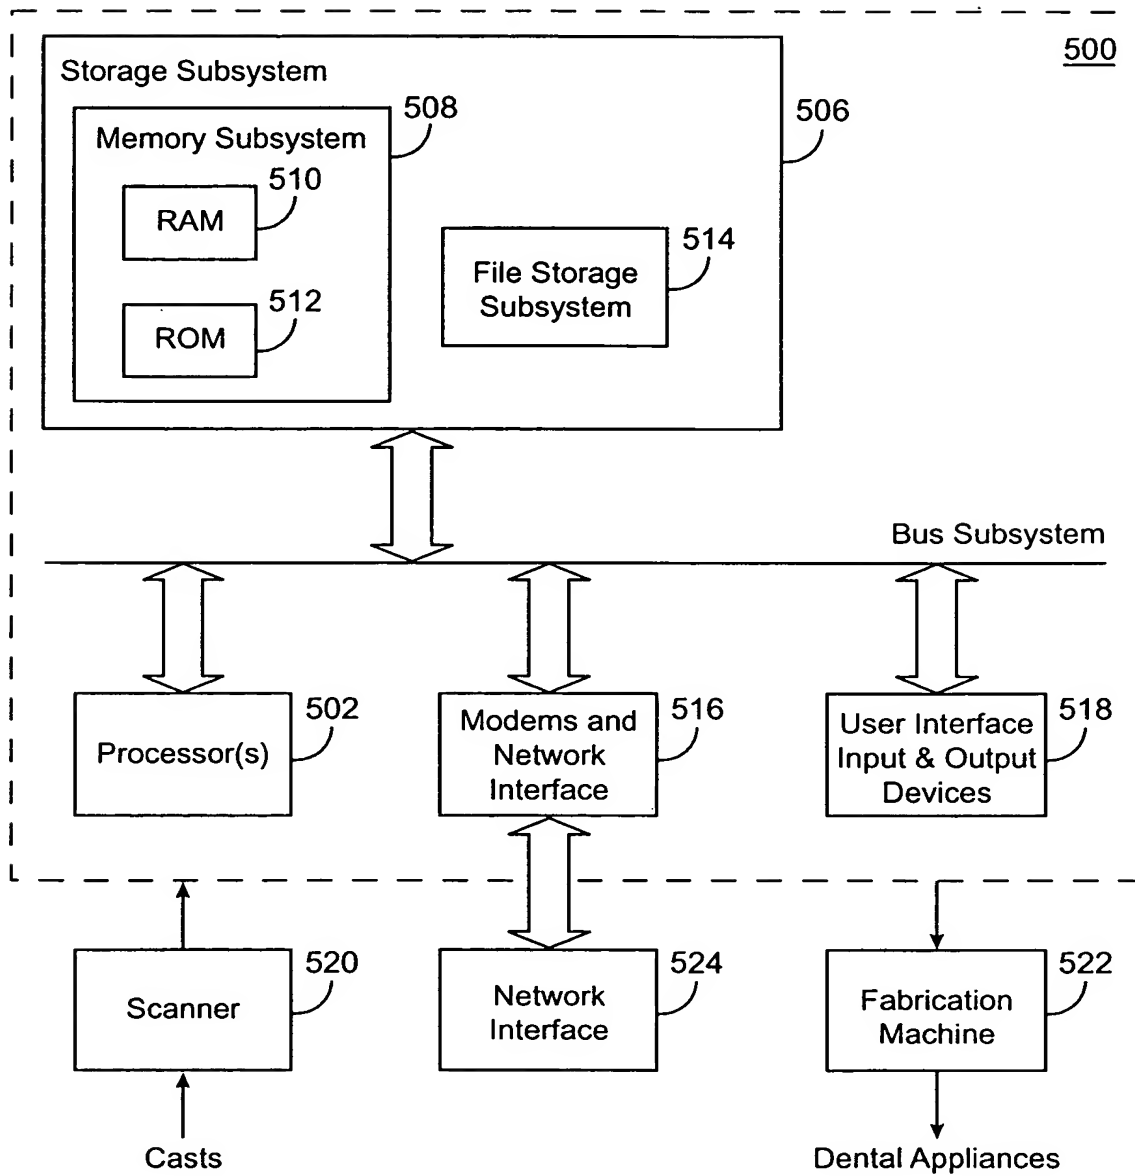 500
Storage Subsystem
508
506
Memory Subsystem
510
RAM
514
File Storage
Subsystem
512
ROM
Bus Subsystem
502
Processor(s)
516
Modems and
Network
Interface
518
User Interface
Input & Output
Devices
520
Scanner
524
Network
Interface
522
Fabrication
Machine
Casts
Dental Appliances